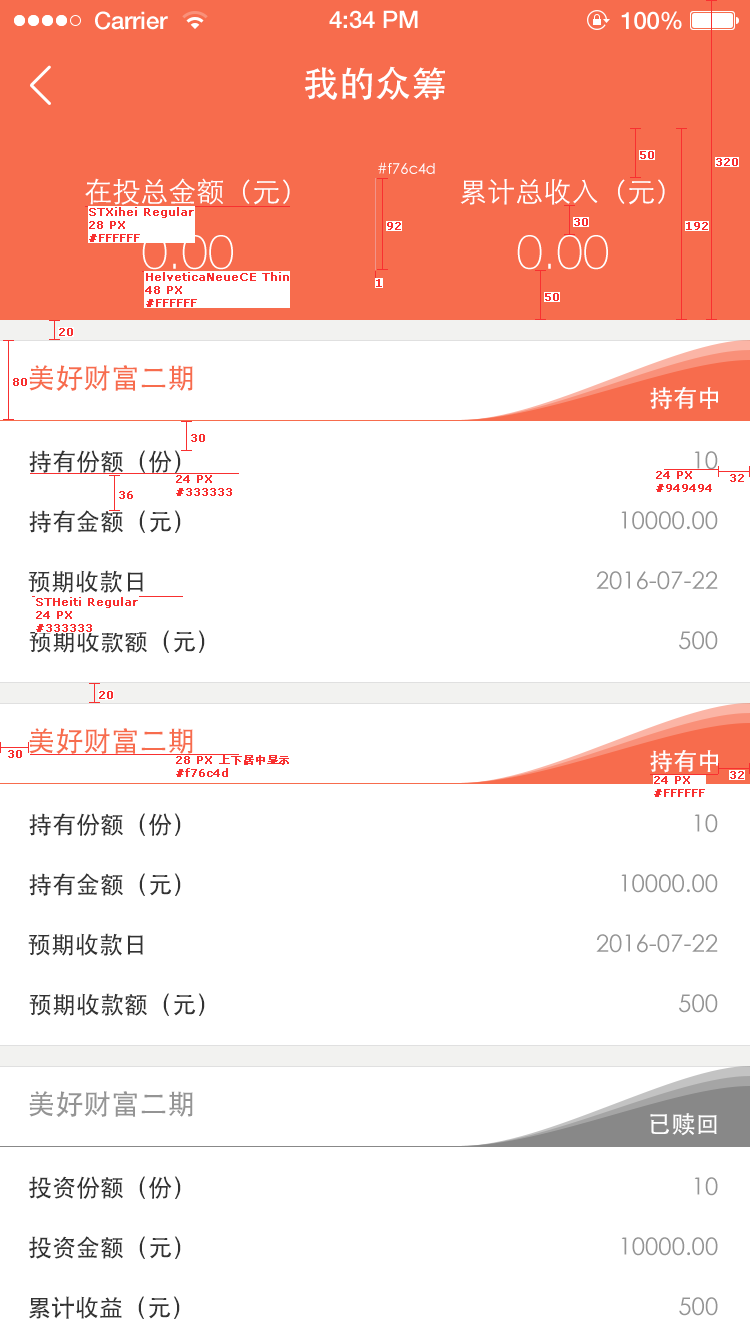 Carrier 4:34 PM 100%
我的众筹
320
50
#f76c4d
在投总金额（元） 累计总收入（元）
STXihei Regular
28 PX
#FFFFFF
92
30
192
0.00 0.00
HelveticaNeueCE Thin
48 PX
#FFFFFF
1
50
20
80
美好财富二期
持有中
30
持有份额（份） 10
24 PX
#333333
24 PX
#949494
32
36
持有金额（元） 10000.00
预期收款日 2016-07-22
STHeiti Regular
24 PX
#333333
预期收款额（元） 500
20
美好财富二期
30
28 PX 上下居中显示
#f76c4d
持有中
32
24 PX
#FFFFFF
持有份额（份） 10
持有金额（元） 10000.00
预期收款日 2016-07-22
预期收款额（元） 500
美好财富二期
已赎回
投资份额（份） 10
投资金额（元） 10000.00
累计收益（元） 500